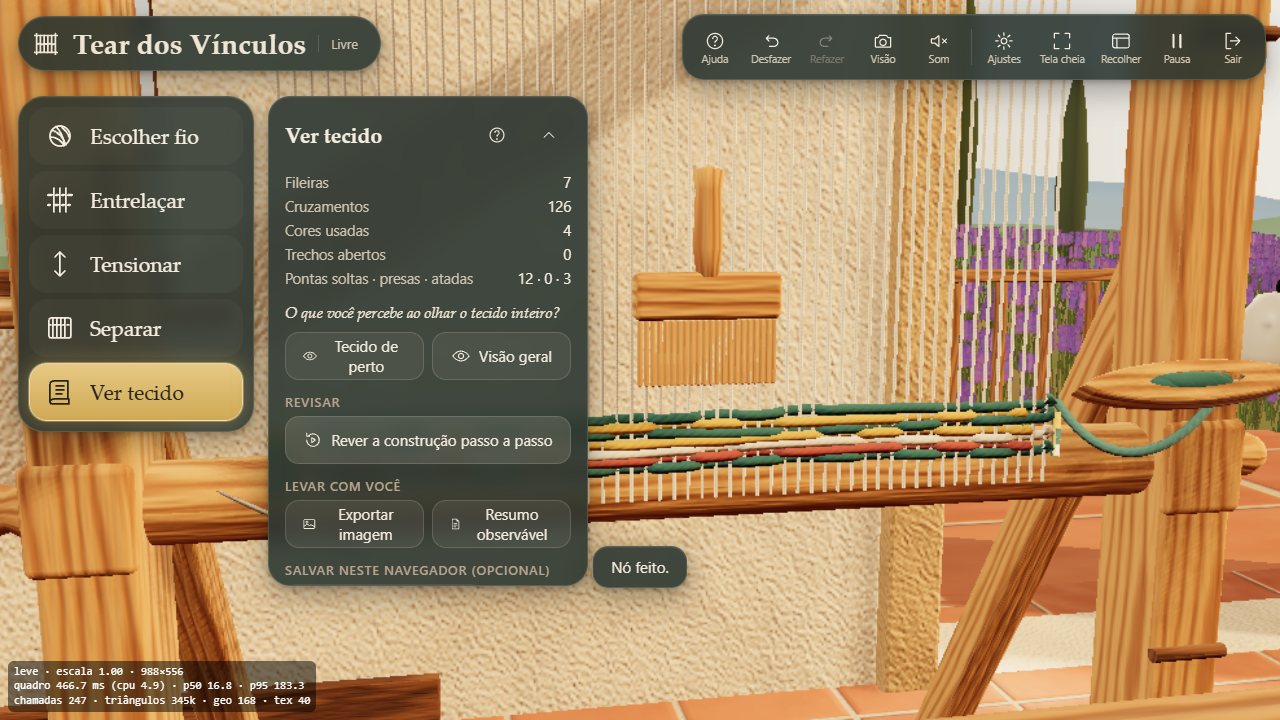 Tear dos Vínculos
Livre
Ajuda
Desfazer
Refazer
Visão
Som
Ajustes
Tela cheia
Recolher
Pausa
Sair
Escolher fio
Entrelaçar
Tensionar
Separar
Ver tecido
Ver tecido
Fileiras 7
Cruzamentos 126
Cores usadas 4
Trechos abertos 0
Pontas soltas · presas · atadas 12 · 0 · 3
O que você percebe ao olhar o tecido inteiro?
Tecido de
perto
Visão geral
REVISAR
Rever a construção passo a passo
LEVAR COM VOCÊ
Exportar
imagem
Resumo
observável
SALVAR NESTE NAVEGADOR (OPCIONAL)
Nó feito.
leve · escala 1.00 · 988×556
quadro 466.7 ms (cpu 4.9) · p50 16.8 · p95 183.3
chamadas 247 · triângulos 345k · geo 168 · tex 40